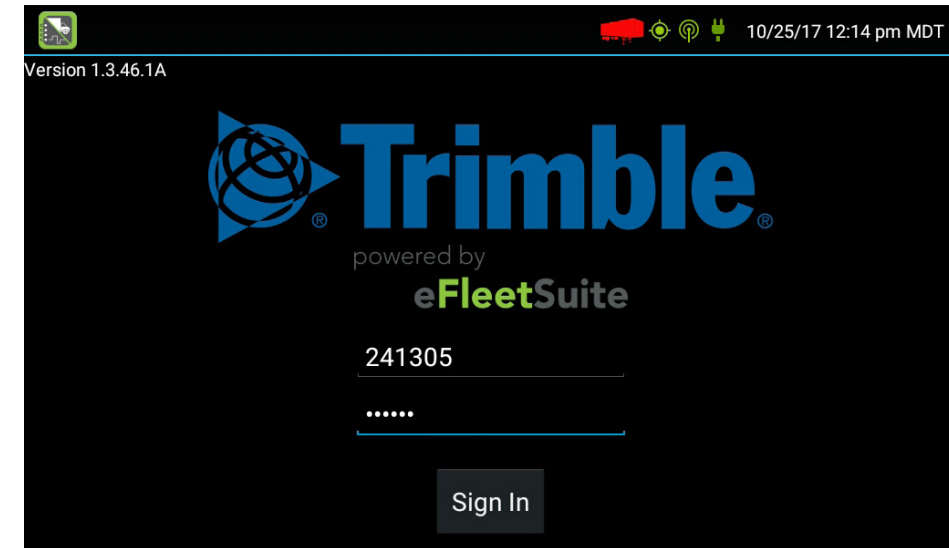 10/25/17 12:14 pm MDT
Version 1.3.46.1A
Trimble®
powered by
eFleetSuite
241305
••••••
Sign In